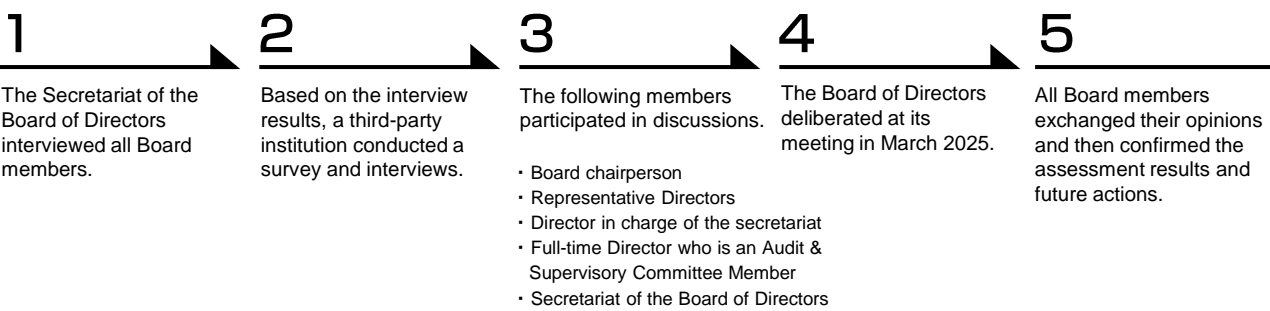 1
The Secretariat of the
Board of Directors
interviewed all Board
members.
2
Based on the interview
results, a third-party
institution conducted a
survey and interviews.
3
The following members
participated in discussions.
・Board chairperson
・Representative Directors
・Director in charge of the secretariat
・Full-time Director who is an Audit &
Supervisory Committee Member
・Secretariat of the Board of Directors
4
The Board of Directors
deliberated at its
meeting in March 2025.
5
All Board members
exchanged their opinions
and then confirmed the
assessment results and
future actions.